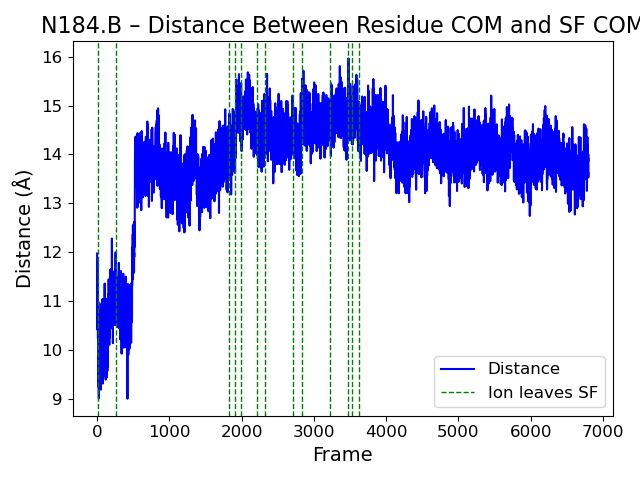 N184.B – Distance Between Residue COM and SF COM
16
15
14
13
12
11
10
9
Distance (Å)
Distance
Ion leaves SF
0 1000 2000 3000 4000 5000 6000 7000
Frame